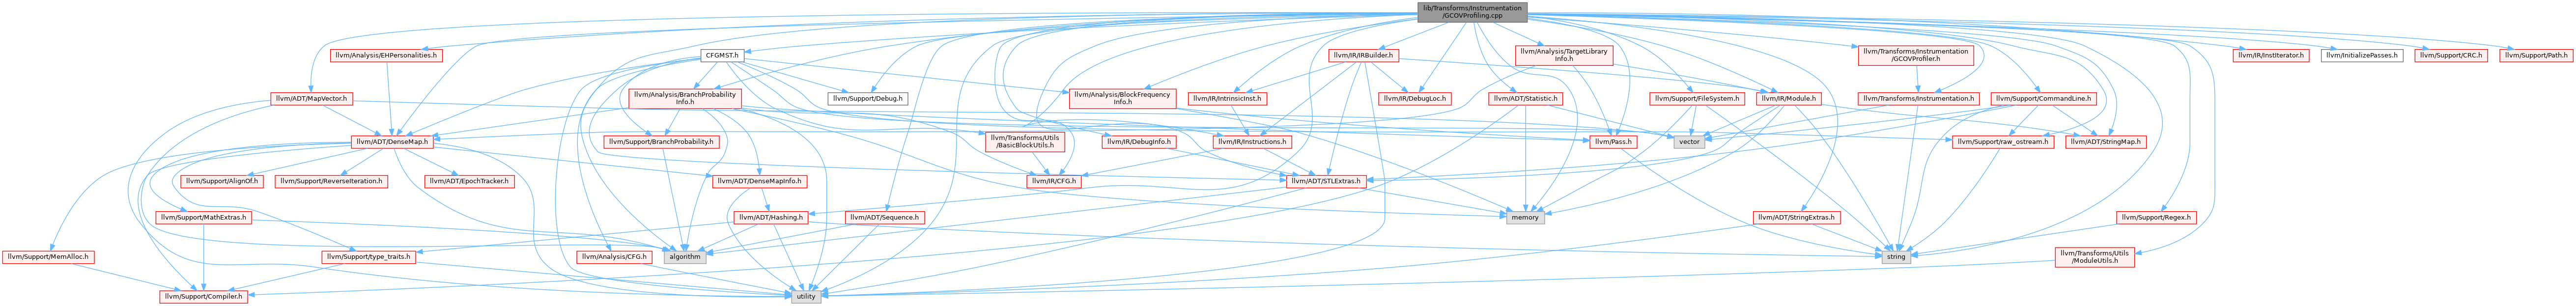 lib/Transforms/Instrumentation
/GCOVProfiling.cpp
llvm/Analysis/EHPersonalities.h
CFGMST.h
llvm/IR/IRBuilder.h
llvm/Analysis/TargetLibrary
Info.h
llvm/Transforms/Instrumentation
/GCOVProfiler.h
llvm/IR/InstIterator.h
llvm/InitializePasses.h
llvm/Support/CRC.h
llvm/Support/Path.h
llvm/ADT/MapVector.h
llvm/Analysis/BranchProbability
Info.h
llvm/Support/Debug.h
llvm/Analysis/BlockFrequency
Info.h
llvm/IR/IntrinsicInst.h
llvm/IR/DebugLoc.h
llvm/ADT/Statistic.h
llvm/Support/FileSystem.h
llvm/IR/Module.h
llvm/Transforms/Instrumentation.h
llvm/Support/CommandLine.h
llvm/ADT/DenseMap.h
llvm/Support/BranchProbability.h
llvm/Transforms/Utils
/BasicBlockUtils.h
llvm/IR/DebugInfo.h
llvm/IR/Instructions.h
llvm/Pass.h
vector
llvm/Support/raw_ostream.h
llvm/ADT/StringMap.h
llvm/Support/AlignOf.h
llvm/Support/ReverseIteration.h
llvm/ADT/EpochTracker.h
llvm/ADT/DenseMapInfo.h
llvm/IR/CFG.h
llvm/ADT/STLExtras.h
llvm/Support/MathExtras.h
llvm/ADT/Hashing.h
llvm/ADT/Sequence.h
memory
llvm/ADT/StringExtras.h
llvm/Support/Regex.h
llvm/Support/MemAlloc.h
llvm/Support/type_traits.h
llvm/Analysis/CFG.h
algorithm
string
llvm/Transforms/Utils
/ModuleUtils.h
llvm/Support/Compiler.h
utility